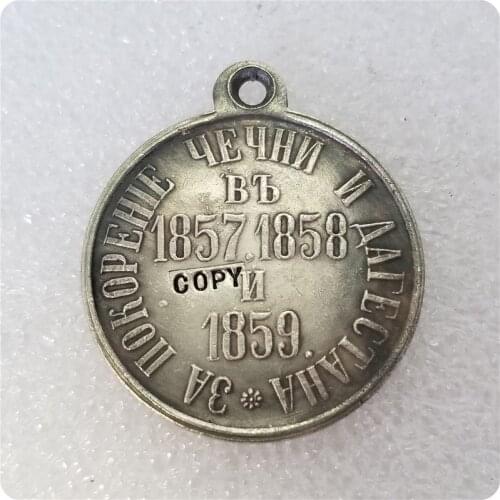 ЗА ПОКОРЕНІЕ ЧЕЧНИ И ДАГЕСТАНА
ВЪ
1857.1858
COPY И
1859.